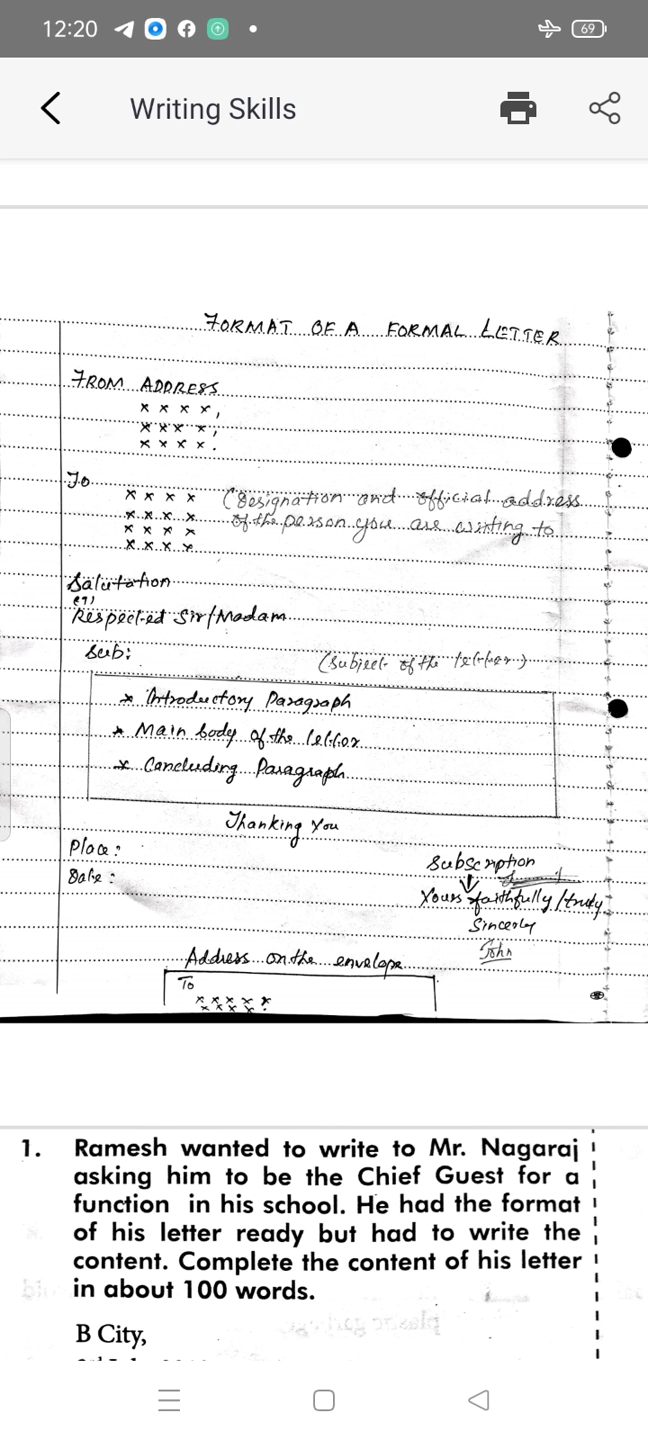 12:20
69
Writing Skills
FORMAT OF A FORMAL LETTER
FROM ADDRESS
x x x x,
x x x x,
x x x x.
To
x x x x (Designation and official address
x x x x of the person you are writing to
x x x x
x x x x
Salutation
Respected Sir/Madam
Sub: (Subject of the letter)
* Introductory Paragraph
* Main body of the letter
* Concluding Paragraph
Thanking You
Place:
Date:
Subscription
Yours faithfully/truly
Sincerly
John
Address on the envelope
To
x x x x x
x x x x x
1. Ramesh wanted to write to Mr. Nagaraj
asking him to be the Chief Guest for a
function in his school. He had the format
of his letter ready but had to write the
content. Complete the content of his letter
in about 100 words.
B City,